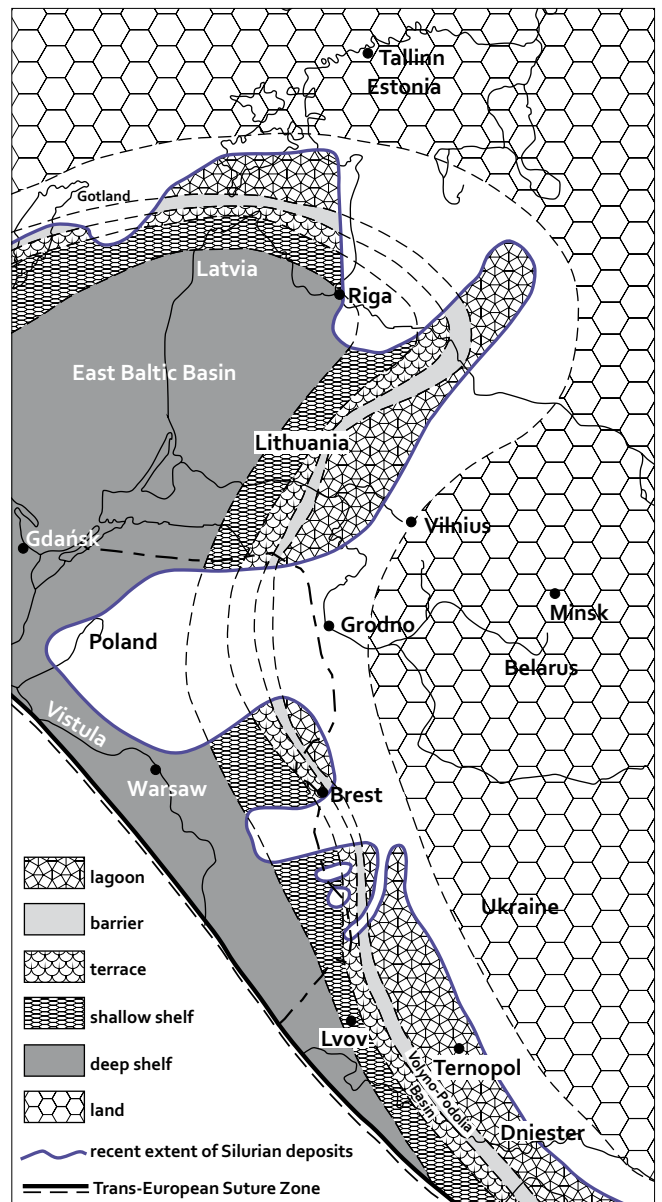 Tallinn
Estonia
Gotland
Latvia
Riga
East Baltic Basin
Lithuania
Vilnius
Gdańsk
Minsk
Grodno
Poland
Belarus
Vistula
Warsaw
Brest
lagoon
Ukraine
barrier
terrace
shallow shelf
Lvov
deep shelf
Ternopol
Volyno-Podolia
Basin
land
Dniester
recent extent of Silurian deposits
Trans-European Suture Zone